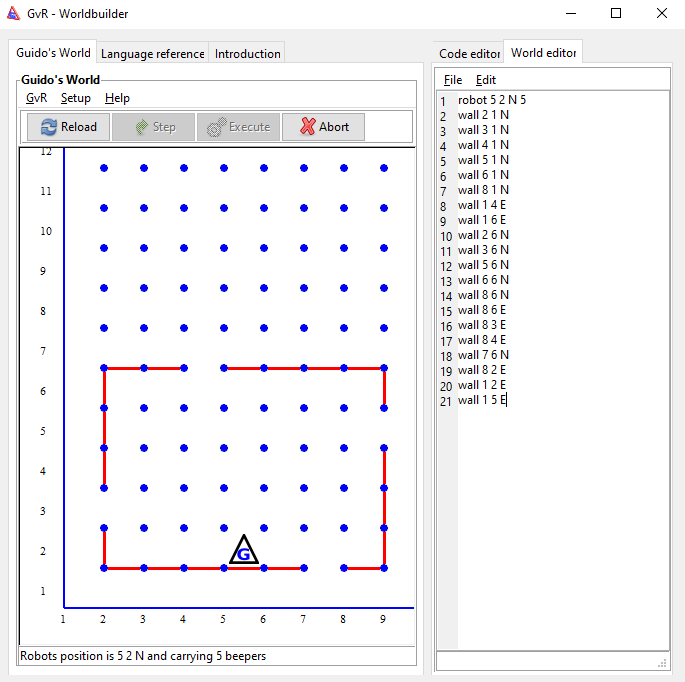 GvR - Worldbuilder
Guido's World Language reference Introduction
Guido's World
GvR Setup Help
Reload Step Execute Abort
12
11
10
9
8
7
6
5
4
3
2
1
G
1 2 3 4 5 6 7 8 9
Robots position is 5 2 N and carrying 5 beepers
Code editor World editor
File Edit
1 robot 5 2 N 5
2 wall 2 1 N
3 wall 3 1 N
4 wall 4 1 N
5 wall 5 1 N
6 wall 6 1 N
7 wall 8 1 N
8 wall 1 4 E
9 wall 1 6 E
10 wall 2 6 N
11 wall 3 6 N
12 wall 5 6 N
13 wall 6 6 N
14 wall 8 6 N
15 wall 8 6 E
16 wall 8 3 E
17 wall 8 4 E
18 wall 7 6 N
19 wall 8 2 E
20 wall 1 2 E
21 wall 1 5 E